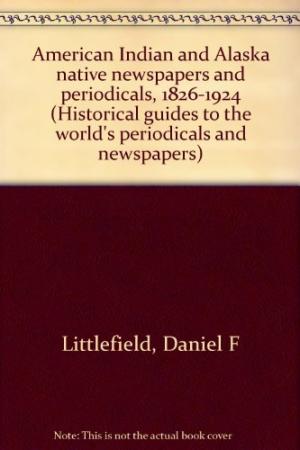 American Indian and Alaska
native newspapers and
periodicals, 1826-1924
(Historical guides to the
world's periodicals and
newspapers)
Littlefield, Daniel F
Note: This is not the actual book cover